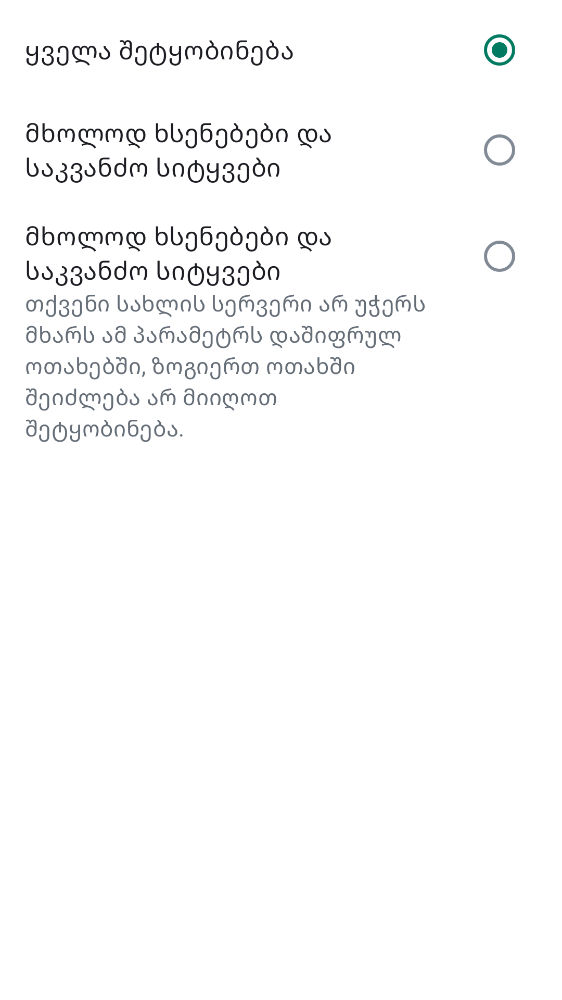 ყველა შეტყობინება
მხოლოდ ხსენებები და
საკვანძო სიტყვები
მხოლოდ ხსენებები და
საკვანძო სიტყვები
თქვენი სახლის სერვერი არ უჭერს
მხარს ამ პარამეტრს დაშიფრულ
ოთახებში, ზოგიერთ ოთახში
შეიძლება არ მიიღოთ
შეტყობინება.